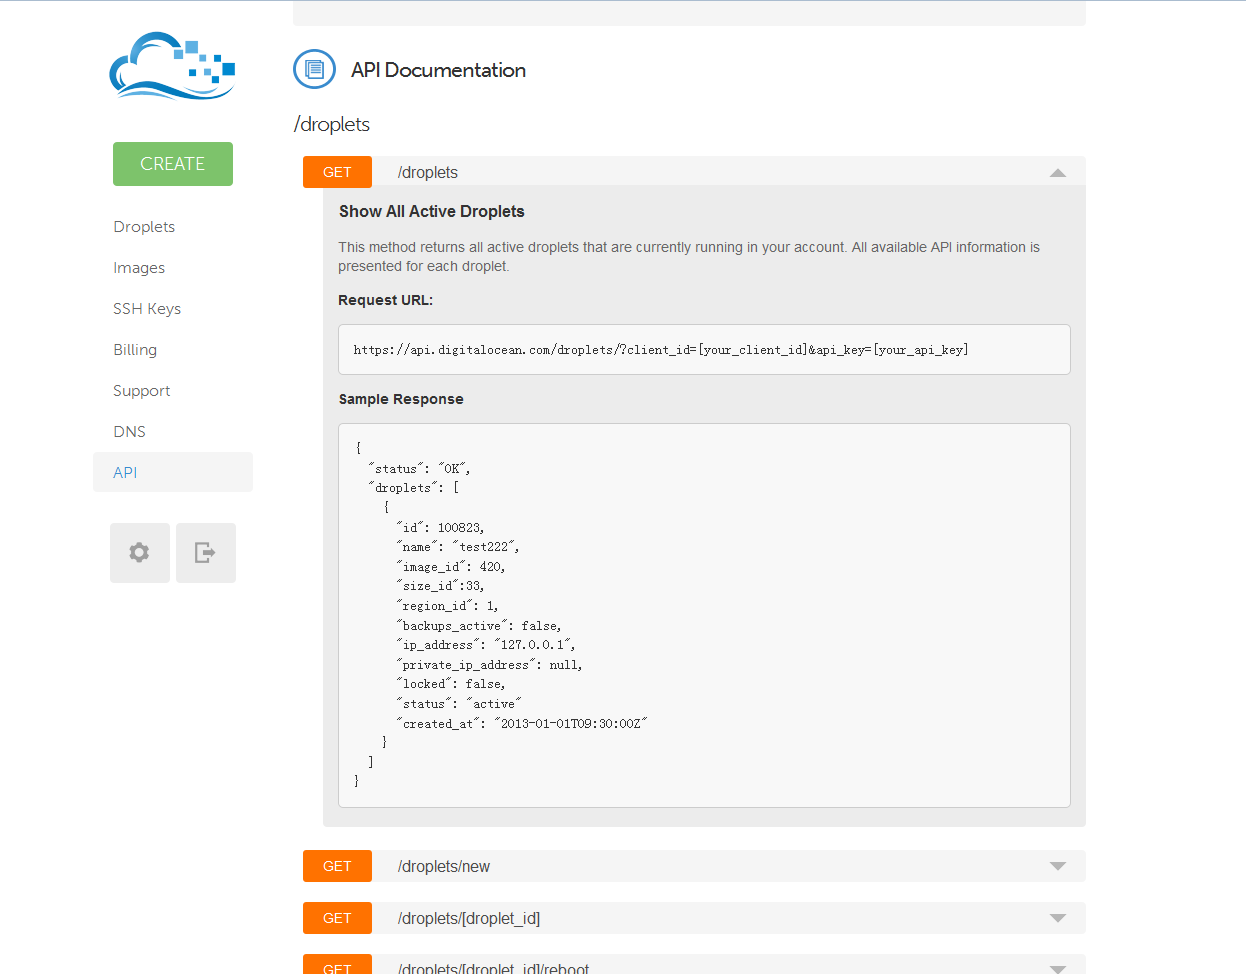 API Documentation
/droplets
CREATE
GET /droplets
Show All Active Droplets
This method returns all active droplets that are currently running in your account. All available API information is
presented for each droplet.
Request URL:
https://api.digitalocean.com/droplets/?client_id=[your_client_id]&api_key=[your_api_key]
Sample Response
{
"status": "OK",
"droplets": [
{
"id": 100823,
"name": "test222",
"image_id": 420,
"size_id":33,
"region_id": 1,
"backups_active": false,
"ip_address": "127.0.0.1",
"private_ip_address": null,
"locked": false,
"status": "active"
"created_at": "2013-01-01T09:30:00Z"
}
]
}
Droplets
Images
SSH Keys
Billing
Support
DNS
API
GET /droplets/new
GET /droplets/[droplet_id]
GET /droplets/[droplet_id]/reboot